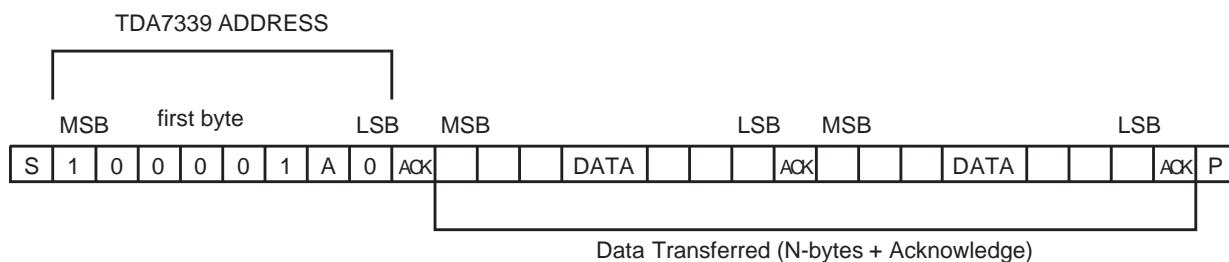 TDA7339 ADDRESS
MSB first byte LSB MSB LSB MSB LSB
S 1 0 0 0 0 1 A 0 ACK DATA ACK DATA ACK P
Data Transferred (N-bytes + Acknowledge)